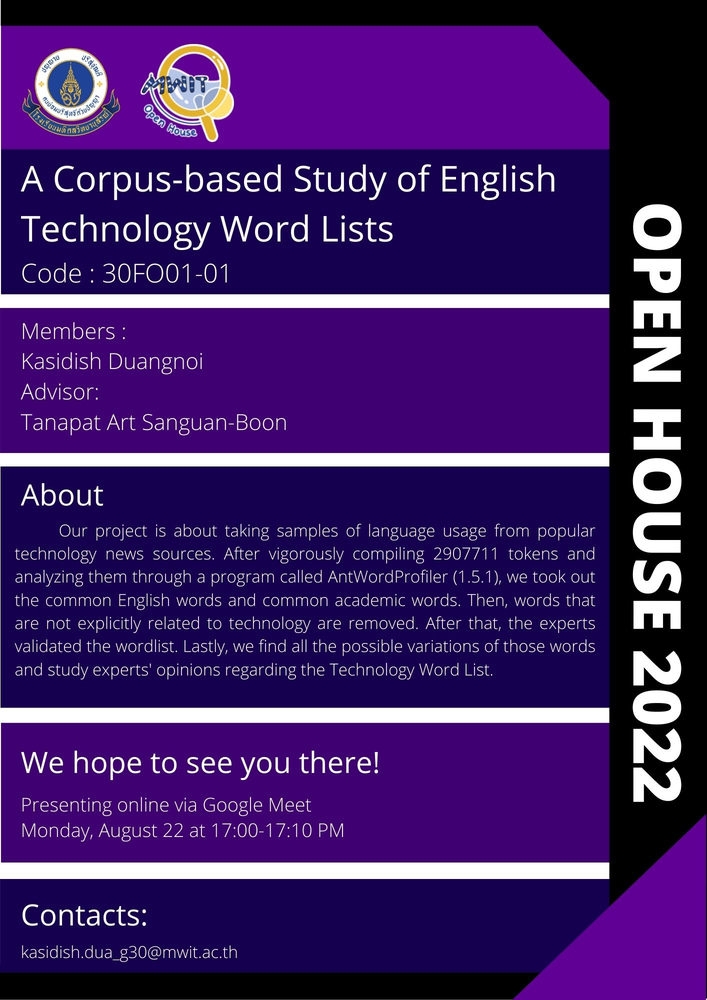 MWIT
Open House
A Corpus-based Study of English
Technology Word Lists
Code : 30FO01-01
Members :
Kasidish Duangnoi
Advisor:
Tanapat Art Sanguan-Boon
About
Our project is about taking samples of language usage from popular
technology news sources. After vigorously compiling 2907711 tokens and
analyzing them through a program called AntWordProfiler (1.5.1), we took out
the common English words and common academic words. Then, words that
are not explicitly related to technology are removed. After that, the experts
validated the wordlist. Lastly, we find all the possible variations of those words
and study experts' opinions regarding the Technology Word List.
We hope to see you there!
Presenting online via Google Meet
Monday, August 22 at 17:00-17:10 PM
Contacts:
kasidish.dua_g30@mwit.ac.th
OPEN HOUSE 2022